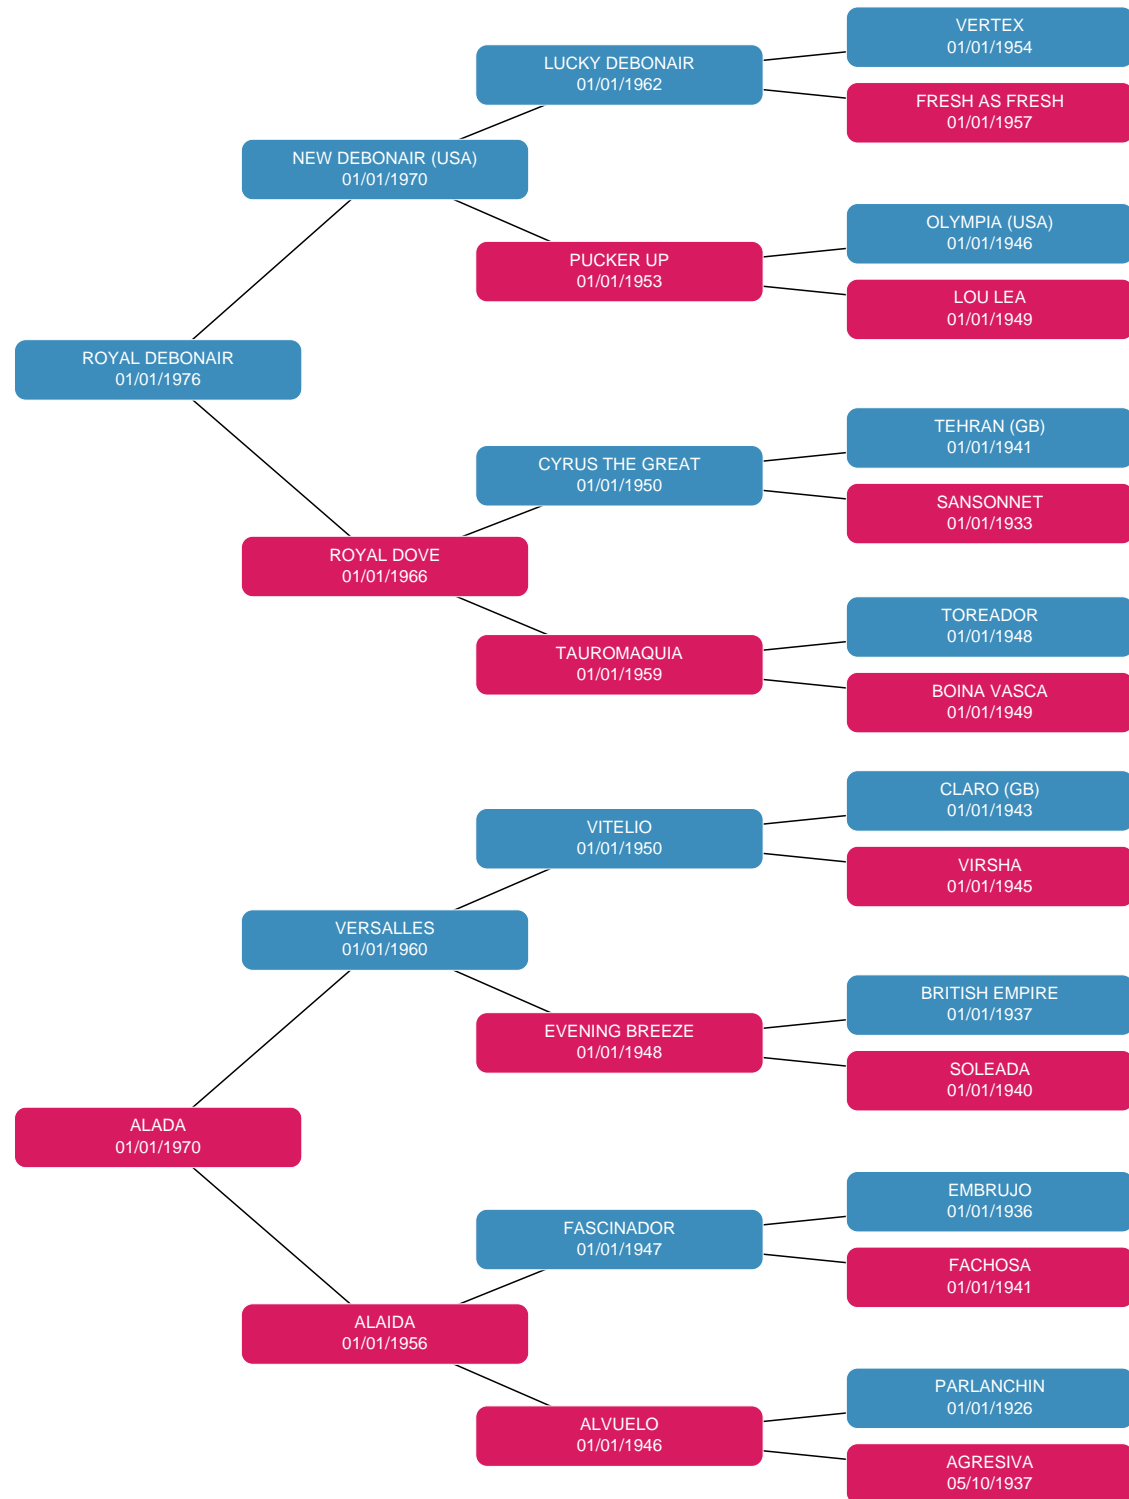 VERTEX
01/01/1954
LUCKY DEBONAIR
01/01/1962
FRESH AS FRESH
01/01/1957
NEW DEBONAIR (USA)
01/01/1970
OLYMPIA (USA)
01/01/1946
PUCKER UP
01/01/1953
LOU LEA
01/01/1949
ROYAL DEBONAIR
01/01/1976
TEHRAN (GB)
01/01/1941
CYRUS THE GREAT
01/01/1950
SANSONNET
01/01/1933
ROYAL DOVE
01/01/1966
TOREADOR
01/01/1948
TAUROMAQUIA
01/01/1959
BOINA VASCA
01/01/1949
CLARO (GB)
01/01/1943
VITELIO
01/01/1950
VIRSHA
01/01/1945
VERSALLES
01/01/1960
BRITISH EMPIRE
01/01/1937
EVENING BREEZE
01/01/1948
SOLEADA
01/01/1940
ALADA
01/01/1970
EMBRUJO
01/01/1936
FASCINADOR
01/01/1947
FACHOSA
01/01/1941
ALAIDA
01/01/1956
PARLANCHIN
01/01/1926
ALVUELO
01/01/1946
AGRESIVA
05/10/1937